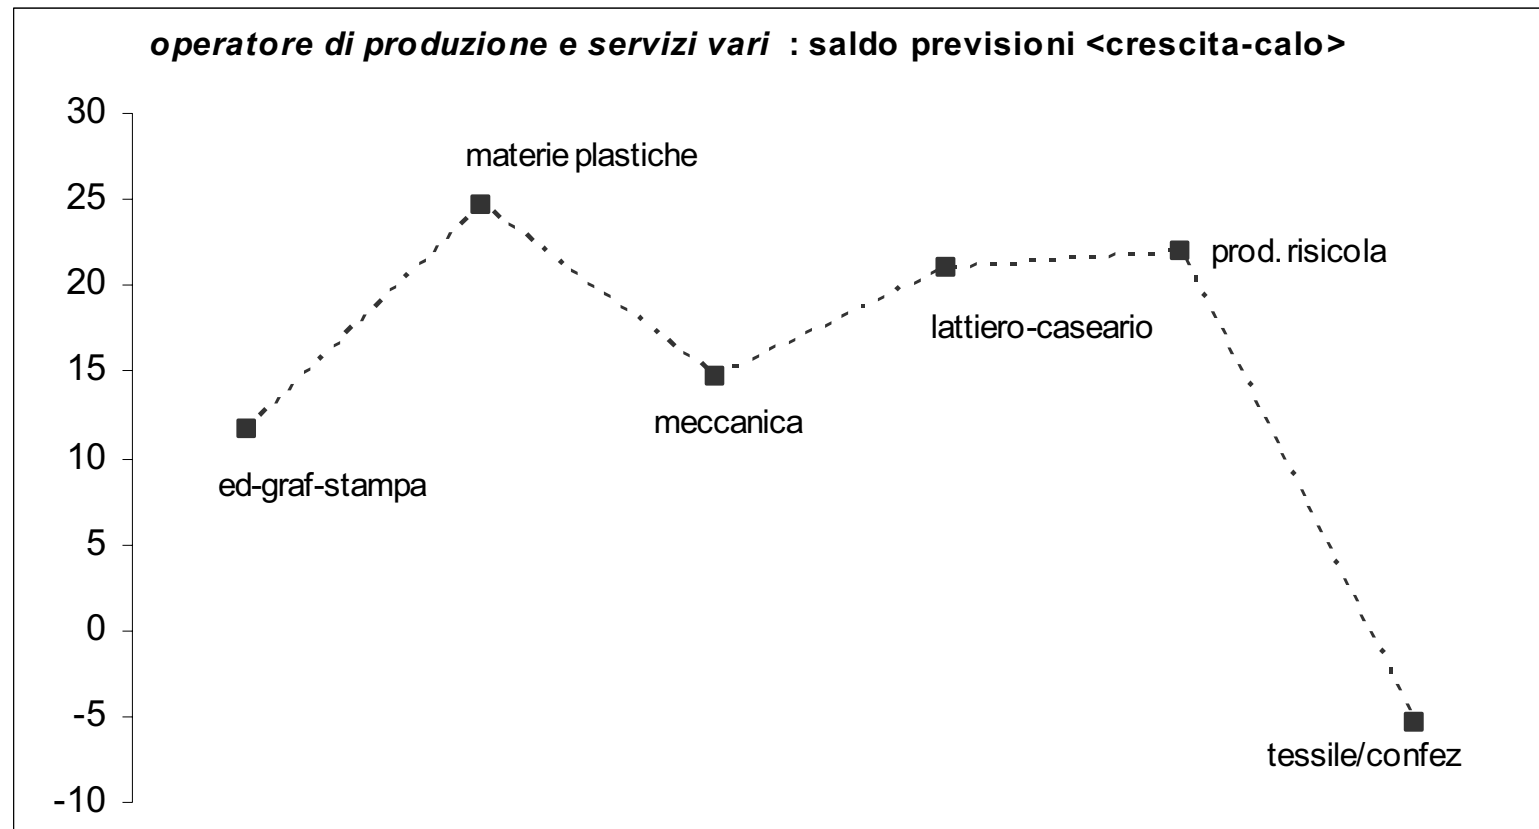 operatore di produzione e servizi vari : saldo previsioni <crescita-calo>
30
materie plastiche
25
prod. risicola
20
lattiero-caseario
15
meccanica
10
ed-graf-stampa
5
0
-5
tessile/confez
-10